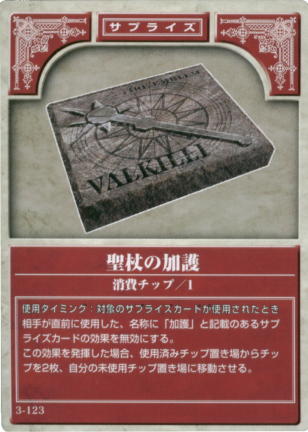 サプライズ
VALKILLI
聖杖の加護
消費チップ／1
使用タイミング：対象のサプライズカードが使用されたとき
相手が直前に使用した、名称に「加護」と記載のあるサプ
ライズカードの効果を無効にする。
この効果を発揮した場合、使用済みチップ置き場からチッ
プを2枚、自分の未使用チップ置き場に移動させる。
3-123